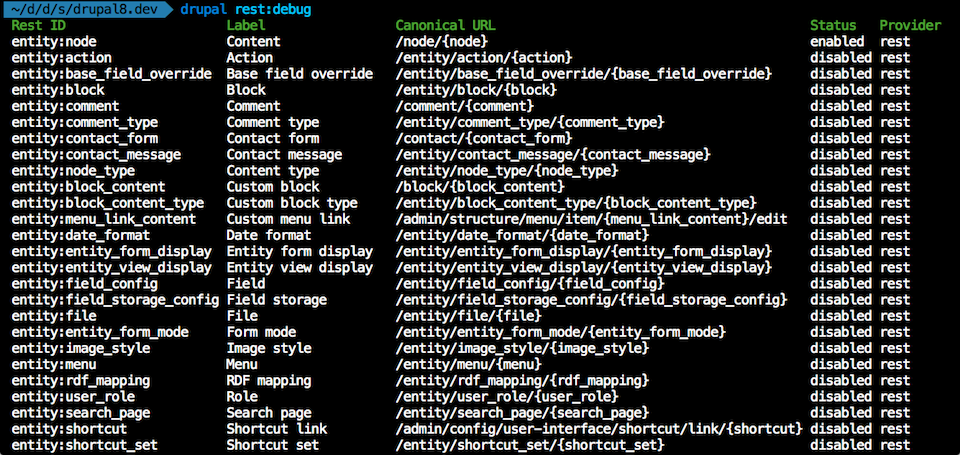 ~/d/d/s/drupal8.dev drupal rest:debug
Rest ID Label Canonical URL Status Provider
entity:node Content /node/{node} enabled rest
entity:action Action /entity/action/{action} disabled rest
entity:base_field_override Base field override /entity/base_field_override/{base_field_override} disabled rest
entity:block Block /entity/block/{block} disabled rest
entity:comment Comment /comment/{comment} disabled rest
entity:comment_type Comment type /entity/comment_type/{comment_type} disabled rest
entity:contact_form Contact form /contact/{contact_form} disabled rest
entity:contact_message Contact message /entity/contact_message/{contact_message} disabled rest
entity:node_type Content type /entity/node_type/{node_type} disabled rest
entity:block_content Custom block /block/{block_content} disabled rest
entity:block_content_type Custom block type /entity/block_content_type/{block_content_type} disabled rest
entity:menu_link_content Custom menu link /admin/structure/menu/item/{menu_link_content}/edit disabled rest
entity:date_format Date format /entity/date_format/{date_format} disabled rest
entity:entity_form_display Entity form display /entity/entity_form_display/{entity_form_display} disabled rest
entity:entity_view_display Entity view display /entity/entity_view_display/{entity_view_display} disabled rest
entity:field_config Field /entity/field_config/{field_config} disabled rest
entity:field_storage_config Field storage /entity/field_storage_config/{field_storage_config} disabled rest
entity:file File /entity/file/{file} disabled rest
entity:entity_form_mode Form mode /entity/entity_form_mode/{entity_form_mode} disabled rest
entity:image_style Image style /entity/image_style/{image_style} disabled rest
entity:menu Menu /entity/menu/{menu} disabled rest
entity:rdf_mapping RDF mapping /entity/rdf_mapping/{rdf_mapping} disabled rest
entity:user_role Role /entity/user_role/{user_role} disabled rest
entity:search_page Search page /entity/search_page/{search_page} disabled rest
entity:shortcut Shortcut link /admin/config/user-interface/shortcut/link/{shortcut} disabled rest
entity:shortcut_set Shortcut set /entity/shortcut_set/{shortcut_set} disabled rest